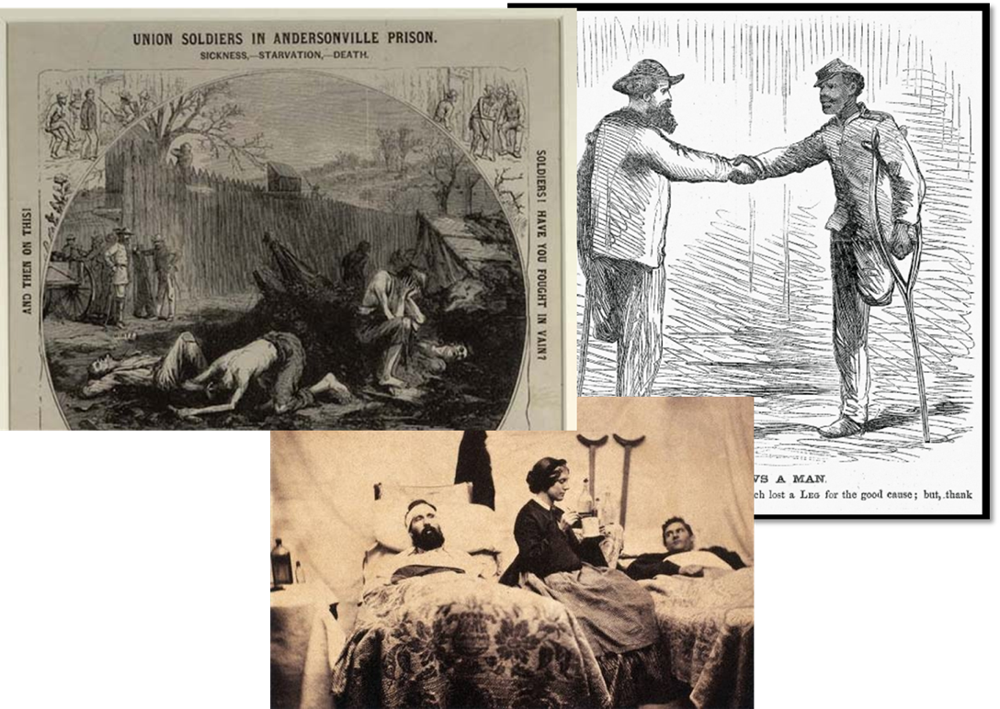 UNION SOLDIERS IN ANDERSONVILLE PRISON.
SICKNESS,—STARVATION,—DEATH.
AND THEN ON THIS!
SOLDIERS! HAVE YOU FOUGHT IN VAIN?
A MAN.
lost a LEG for the good cause; but, thank